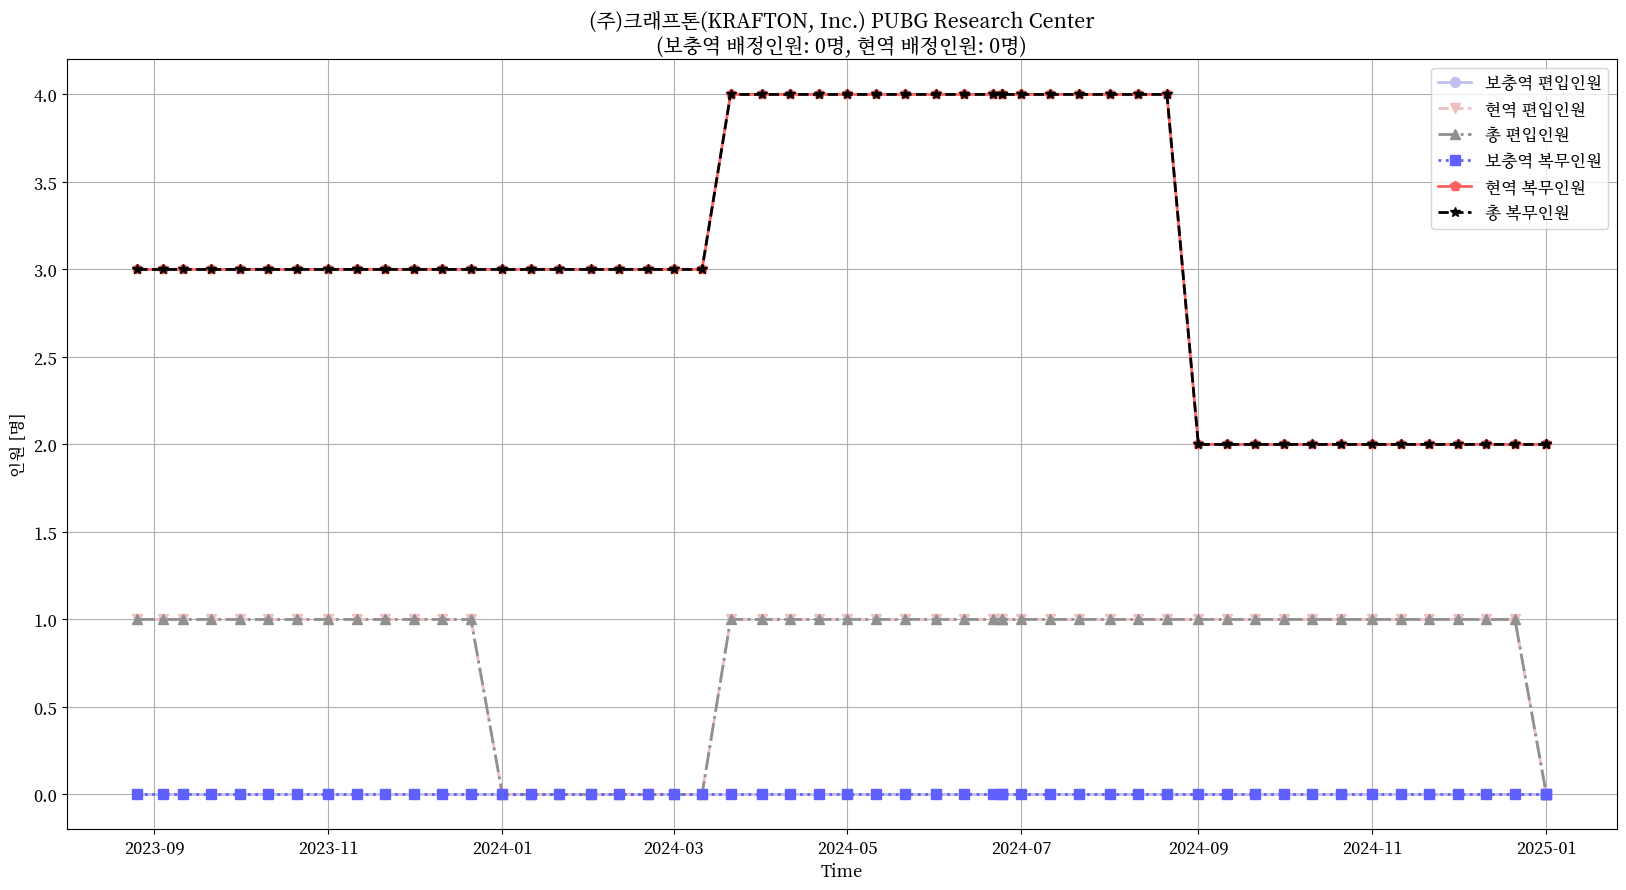 (주)크래프톤(KRAFTON, Inc.) PUBG Research Center
(보충역 배정인원: 0명, 현역 배정인원: 0명)
보충역 편입인원
현역 편입인원
총 편입인원
보충역 복무인원
현역 복무인원
총 복무인원
인원 [명]
4.0
3.5
3.0
2.5
2.0
1.5
1.0
0.5
0.0
2023-09 2023-11 2024-01 2024-03 2024-05 2024-07 2024-09 2024-11 2025-01
Time